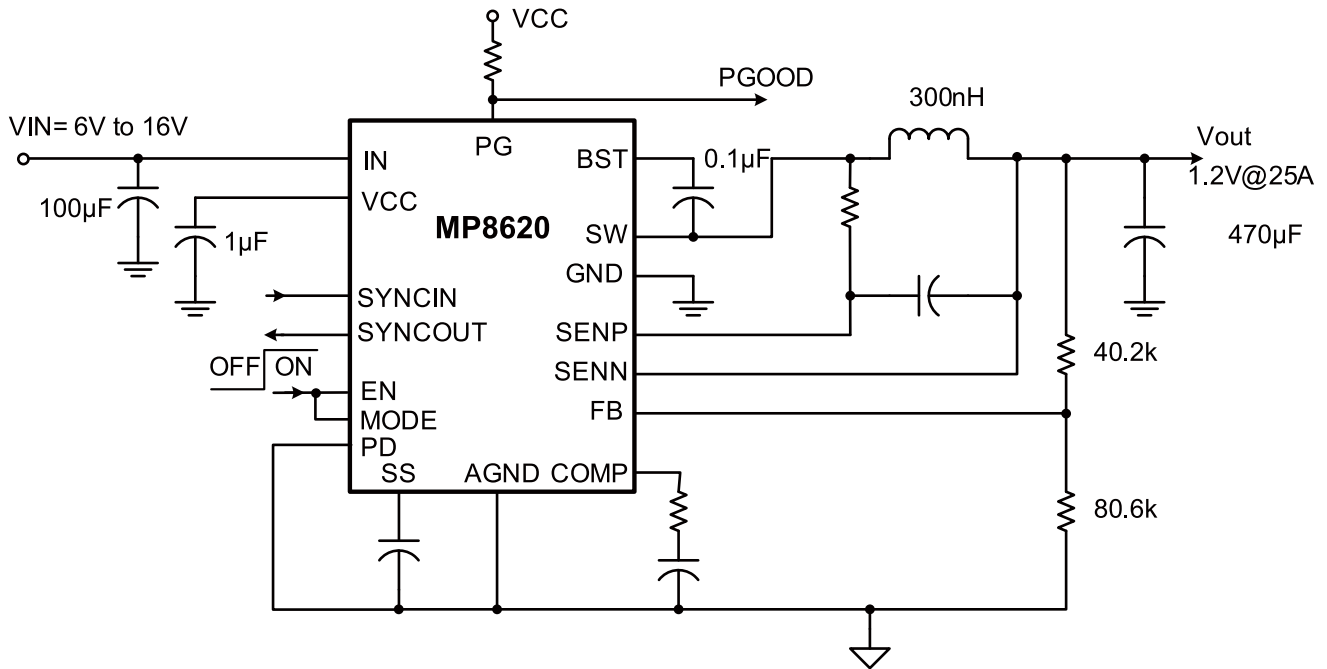 VCC
PGOOD
300nH
VIN= 6V to 16V
Vout
1.2V@25A
PG
IN
BST
0.1µF
100µF
VCC
1µF
MP8620
SW
470µF
GND
SYNCIN
SYNCOUT
SENP
40.2k
OFF ON
SENN
EN
MODE
FB
PD
SS
AGND
COMP
80.6k